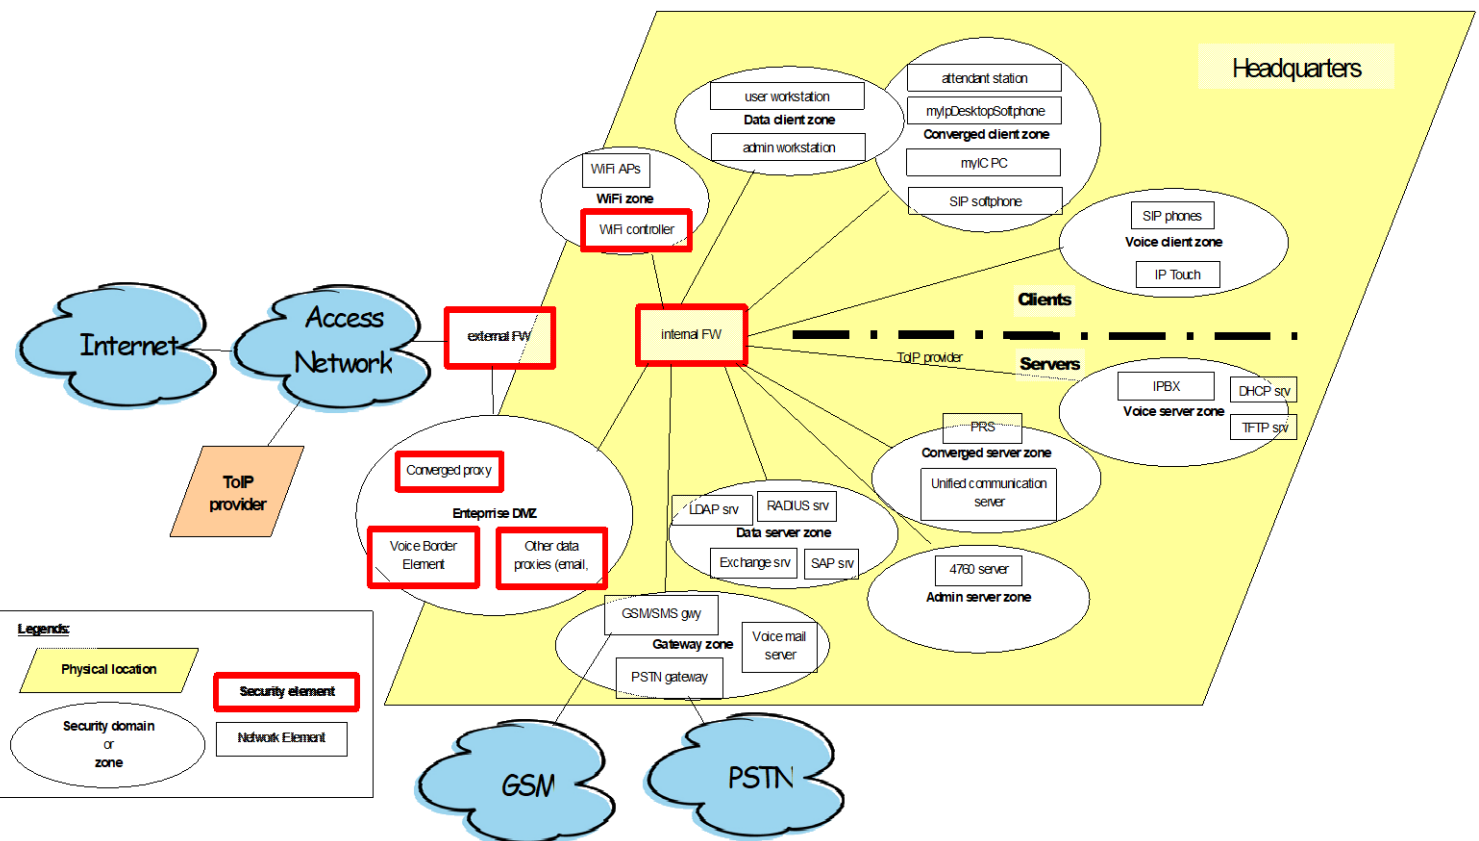 Headquarters
attendant station
user workstation
Data client zone
admin workstation
myIpDesktopSoftphone
Converged client zone
myIC PC
SIP softphone
WiFi APs
WiFi zone
WiFi controller
SIP phones
Voice client zone
IP Touch
Clients
Internet
Access
Network
external FW
internal FW
ToIP provider
Servers
IPBX
Voice server zone
DHCP srv
TFTP srv
PRS
Converged server zone
Unified communication
server
ToIP
provider
Converged proxy
Enteprrise DMZ
Voice Border
Element
Other data
proxies (email,
LDAP srv
RADIUS srv
Data server zone
Exchange srv
SAP srv
4760 server
Admin server zone
GSM/SMS gwy
Gateway zone
Voice mail
server
PSTN gateway
GSM
PSTN
Legends:
Physical location
Security element
Security domain
or
zone
Network Element